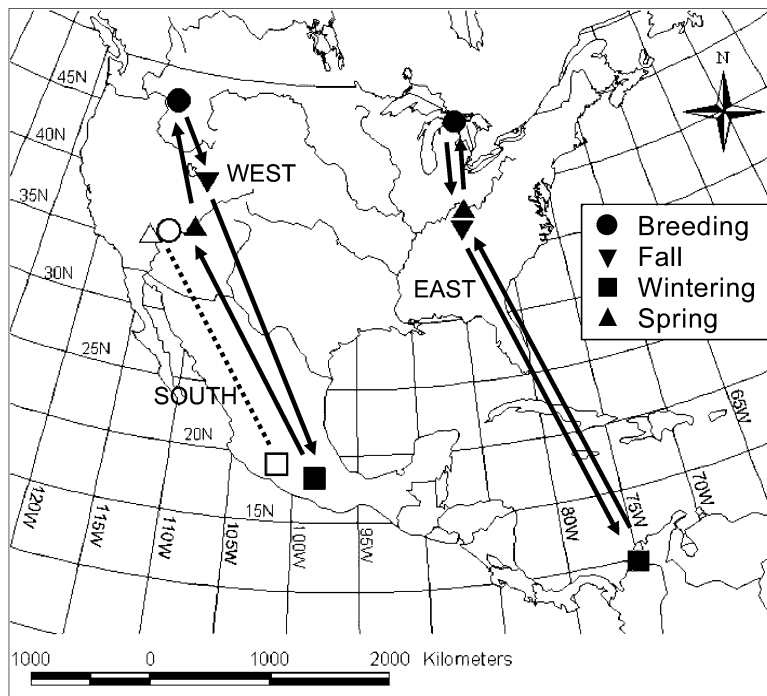 N
45N
40N
35N
30N
25N
20N
15N
WEST
EAST
SOUTH
Breeding
Fall
Wintering
Spring
120W
115W
110W
105W
100W
95W
80W
75W
70W
65W
1000 0 1000 2000 Kilometers